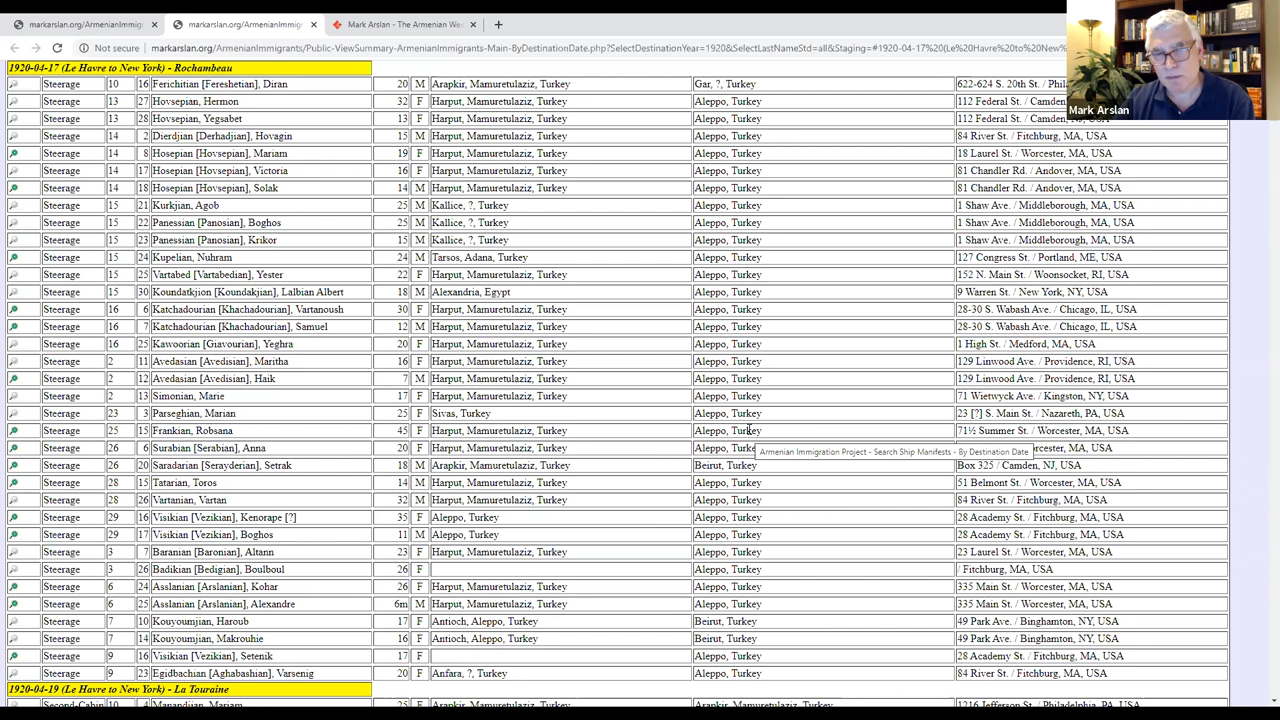 markarslan.org/ArmenianImmig markarslan.org/ArmenianImmig Mark Arslan - The Armenian We
Not secure markarslan.org/ArmenianImmigrants/Public-ViewSummary-ArmenianImmigrants-Main-ByDestinationDate.php?SelectDestinationYear=1920&SelectLastNameStd=all&Staging=#1920-04-17%20(Le%20Havre%20to%20New%
Mark Arslan
1920-04-17 (Le Havre to New York) - Rochambeau
Steerage 10 16 Ferichitian [Fereshetian], Diran 20 M Arapkir, Mamuretulaziz, Turkey Gar, ?, Turkey 622-624 S. 20th St. / Phila
Steerage 13 27 Hovsepian, Hermon 32 F Harput, Mamuretulaziz, Turkey Aleppo, Turkey 112 Federal St. / Camden
Steerage 13 28 Hovsepian, Yegsabet 13 F Harput, Mamuretulaziz, Turkey Aleppo, Turkey 112 Federal St. / Camden, NJ, USA
Steerage 14 2 Dierdjian [Derhadjian], Hovagin 15 M Harput, Mamuretulaziz, Turkey Aleppo, Turkey 84 River St. / Fitchburg, MA, USA
Steerage 14 8 Hosepian [Hovsepian], Mariam 19 F Harput, Mamuretulaziz, Turkey Aleppo, Turkey 18 Laurel St. / Worcester, MA, USA
Steerage 14 17 Hosepian [Hovsepian], Victoria 16 F Harput, Mamuretulaziz, Turkey Aleppo, Turkey 81 Chandler Rd. / Andover, MA, USA
Steerage 14 18 Hosepian [Hovsepian], Solak 14 M Harput, Mamuretulaziz, Turkey Aleppo, Turkey 81 Chandler Rd. / Andover, MA, USA
Steerage 15 21 Kurkjian, Agob 25 M Kallice, ?, Turkey Aleppo, Turkey 1 Shaw Ave. / Middleborough, MA, USA
Steerage 15 22 Panessian [Panosian], Boghos 25 M Kallice, ?, Turkey Aleppo, Turkey 1 Shaw Ave. / Middleborough, MA, USA
Steerage 15 23 Panessian [Panosian], Krikor 15 M Kallice, ?, Turkey Aleppo, Turkey 1 Shaw Ave. / Middleborough, MA, USA
Steerage 15 24 Kupelian, Nuhram 24 M Tarsos, Adana, Turkey Aleppo, Turkey 127 Congress St. / Portland, ME, USA
Steerage 15 25 Vartabed [Vartabedian], Yester 22 F Harput, Mamuretulaziz, Turkey Aleppo, Turkey 152 N. Main St. / Woonsocket, RI, USA
Steerage 15 30 Koundatkjion [Koundakjian], Lalbian Albert 18 M Alexandria, Egypt Aleppo, Turkey 9 Warren St. / New York, NY, USA
Steerage 16 6 Katchadourian [Khachadourian], Vartanoush 30 F Harput, Mamuretulaziz, Turkey Aleppo, Turkey 28-30 S. Wabash Ave. / Chicago, IL, USA
Steerage 16 7 Katchadourian [Khachadourian], Samuel 12 M Harput, Mamuretulaziz, Turkey Aleppo, Turkey 28-30 S. Wabash Ave. / Chicago, IL, USA
Steerage 16 25 Kawoorian [Giavourian], Yeghra 20 F Harput, Mamuretulaziz, Turkey Aleppo, Turkey 1 High St. / Medford, MA, USA
Steerage 2 11 Avedasian [Avedisian], Maritha 16 F Harput, Mamuretulaziz, Turkey Aleppo, Turkey 129 Linwood Ave. / Providence, RI, USA
Steerage 2 12 Avedasian [Avedisian], Haik 7 M Harput, Mamuretulaziz, Turkey Aleppo, Turkey 129 Linwood Ave. / Providence, RI, USA
Steerage 2 13 Simonian, Marie 17 F Harput, Mamuretulaziz, Turkey Aleppo, Turkey 71 Wietwyck Ave. / Kingston, NY, USA
Steerage 23 3 Parseghian, Marian 25 F Sivas, Turkey Aleppo, Turkey 23 [?] S. Main St. / Nazareth, PA, USA
Steerage 25 15 Frankian, Robsana 45 F Harput, Mamuretulaziz, Turkey Aleppo, Turkey 71½ Summer St. / Worcester, MA, USA
Steerage 26 6 Surabian [Serabian], Anna 20 F Harput, Mamuretulaziz, Turkey Aleppo, Turke orcester, MA, USA
Armenian Immigration Project - Search Ship Manifests - By Destination Date
Steerage 26 20 Saradarian [Serayderian], Setrak 18 M Arapkir, Mamuretulaziz, Turkey Beirut, Turkey Box 325 / Camden, NJ, USA
Steerage 28 15 Tatarian, Toros 14 M Harput, Mamuretulaziz, Turkey Aleppo, Turkey 51 Belmont St. / Worcester, MA, USA
Steerage 28 26 Vartanian, Vartan 32 M Harput, Mamuretulaziz, Turkey Aleppo, Turkey 84 River St. / Fitchburg, MA, USA
Steerage 29 16 Visikian [Vezikian], Kenorape [?] 35 F Aleppo, Turkey Aleppo, Turkey 28 Academy St. / Fitchburg, MA, USA
Steerage 29 17 Visikian [Vezikian], Boghos 11 M Aleppo, Turkey Aleppo, Turkey 28 Academy St. / Fitchburg, MA, USA
Steerage 3 7 Baranian [Baronian], Altann 23 F Harput, Mamuretulaziz, Turkey Aleppo, Turkey 23 Laurel St. / Worcester, MA, USA
Steerage 3 26 Badikian [Bedigian], Boulboul 26 F Aleppo, Turkey / Fitchburg, MA, USA
Steerage 6 24 Asslanian [Arslanian], Kohar 26 F Harput, Mamuretulaziz, Turkey Aleppo, Turkey 335 Main St. / Worcester, MA, USA
Steerage 6 25 Asslanian [Arslanian], Alexandre 6m M Harput, Mamuretulaziz, Turkey Aleppo, Turkey 335 Main St. / Worcester, MA, USA
Steerage 7 10 Kouyoumjian, Haroub 17 F Antioch, Aleppo, Turkey Beirut, Turkey 49 Park Ave. / Binghamton, NY, USA
Steerage 7 14 Kouyoumjian, Makrouhie 16 F Antioch, Aleppo, Turkey Beirut, Turkey 49 Park Ave. / Binghamton, NY, USA
Steerage 9 16 Visikian [Vezikian], Setenik 17 F Aleppo, Turkey 28 Academy St. / Fitchburg, MA, USA
Steerage 9 23 Egidbachian [Aghabashian], Varsenig 20 F Anfara, ?, Turkey Aleppo, Turkey 84 River St. / Fitchburg, MA, USA
1920-04-19 (Le Havre to New York) - La Touraine
Second-Cabin 10 4 Manandjian, Mariam 25 F Arapkir, Mamuretulaziz, Turkey Arapkir, Mamuretulaziz, Turkey 1216 Jefferson St. / Philadelphia, PA, USA